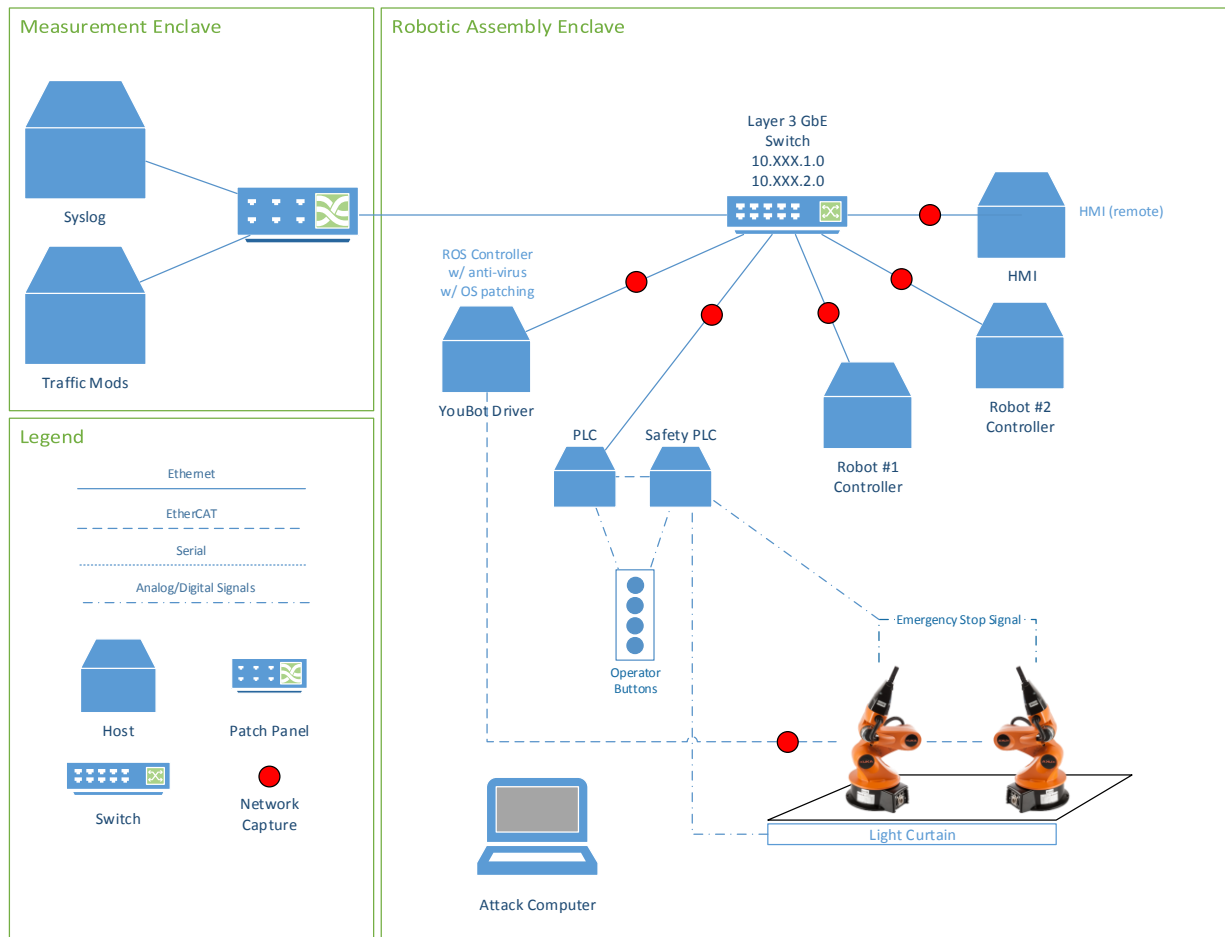 Measurement Enclave
Syslog
Traffic Mods
Legend
Ethernet
EtherCAT
Serial
Analog/Digital Signals
Host
Patch Panel
Switch
Network
Capture
Robotic Assembly Enclave
Layer 3 GbE
Switch
10.XXX.1.0
10.XXX.2.0
HMI (remote)
HMI
ROS Controller
w/ anti-virus
w/ OS patching
YouBot Driver
Robot #2
Controller
Robot #1
Controller
PLC
Safety PLC
Operator
Buttons
Emergency Stop Signal
Light Curtain
Attack Computer